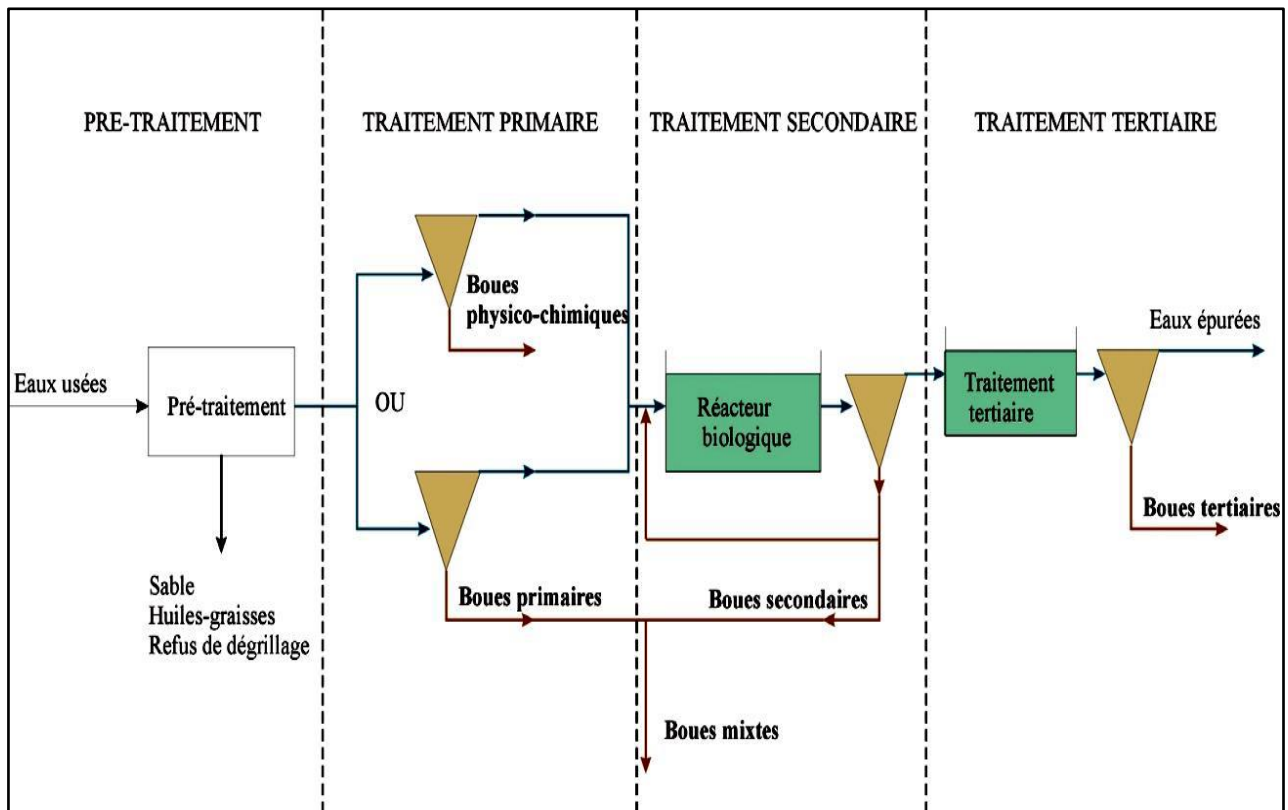 PRE-TRAITEMENT
TRAITEMENT PRIMAIRE
TRAITEMENT SECONDAIRE
TRAITEMENT TERTIAIRE
Eaux usées
Pré-traitement
Sable
Huiles-graisses
Refus de dégrillage
OU
Boues
physico-chimiques
Boues primaires
Réacteur
biologique
Boues secondaires
Boues mixtes
Traitement
tertiaire
Eaux épurées
Boues tertiaires